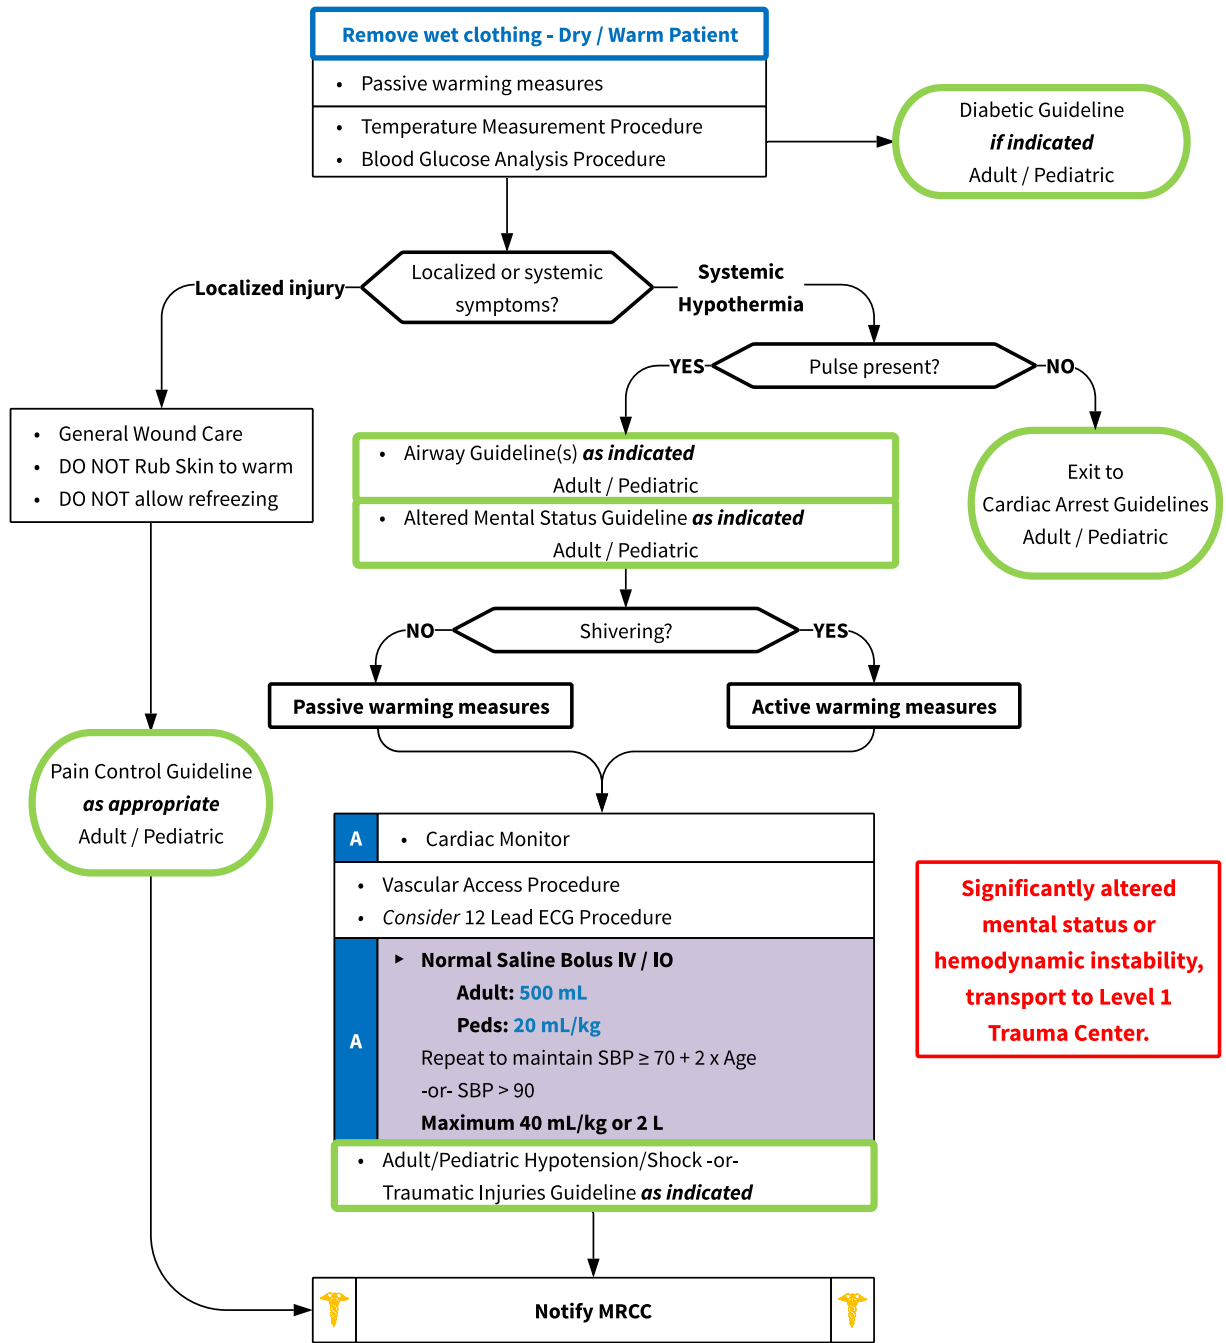 Remove wet clothing - Dry / Warm Patient
• Passive warming measures
• Temperature Measurement Procedure
• Blood Glucose Analysis Procedure
Diabetic Guideline
if indicated
Adult / Pediatric
Localized or systemic
symptoms?
Localized injury
Systemic
Hypothermia
Pulse present?
YES
NO
• General Wound Care
• DO NOT Rub Skin to warm
• DO NOT allow refreezing
• Airway Guideline(s) as indicated
Adult / Pediatric
• Altered Mental Status Guideline as indicated
Adult / Pediatric
Exit to
Cardiac Arrest Guidelines
Adult / Pediatric
Shivering?
NO
YES
Passive warming measures
Active warming measures
Pain Control Guideline
as appropriate
Adult / Pediatric
A
• Cardiac Monitor
• Vascular Access Procedure
• Consider 12 Lead ECG Procedure
A
▸ Normal Saline Bolus IV / IO
Adult: 500 mL
Peds: 20 mL/kg
Repeat to maintain SBP ≥ 70 + 2 x Age
-or- SBP > 90
Maximum 40 mL/kg or 2 L
• Adult/Pediatric Hypotension/Shock -or-
Traumatic Injuries Guideline as indicated
Significantly altered
mental status or
hemodynamic instability,
transport to Level 1
Trauma Center.
Notify MRCC